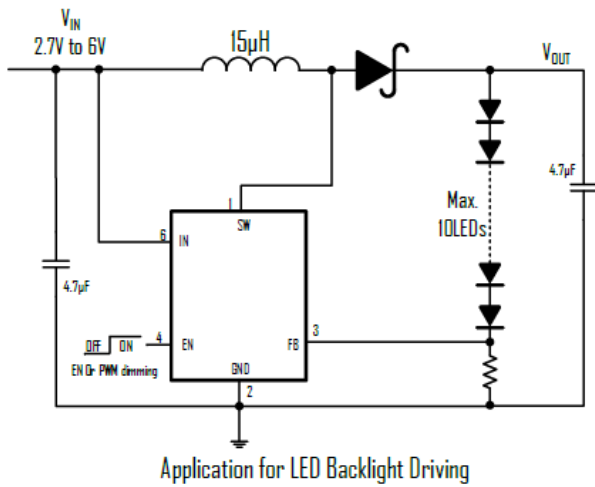 VIN
2.7V to 6V
15µH
VOUT
4.7µF
Max.
10LEDs
1
SW
6
IN
4.7µF
OFF
ON
4
EN
FB
3
EN Or PWM dimming
GND
2
Application for LED Backlight Driving